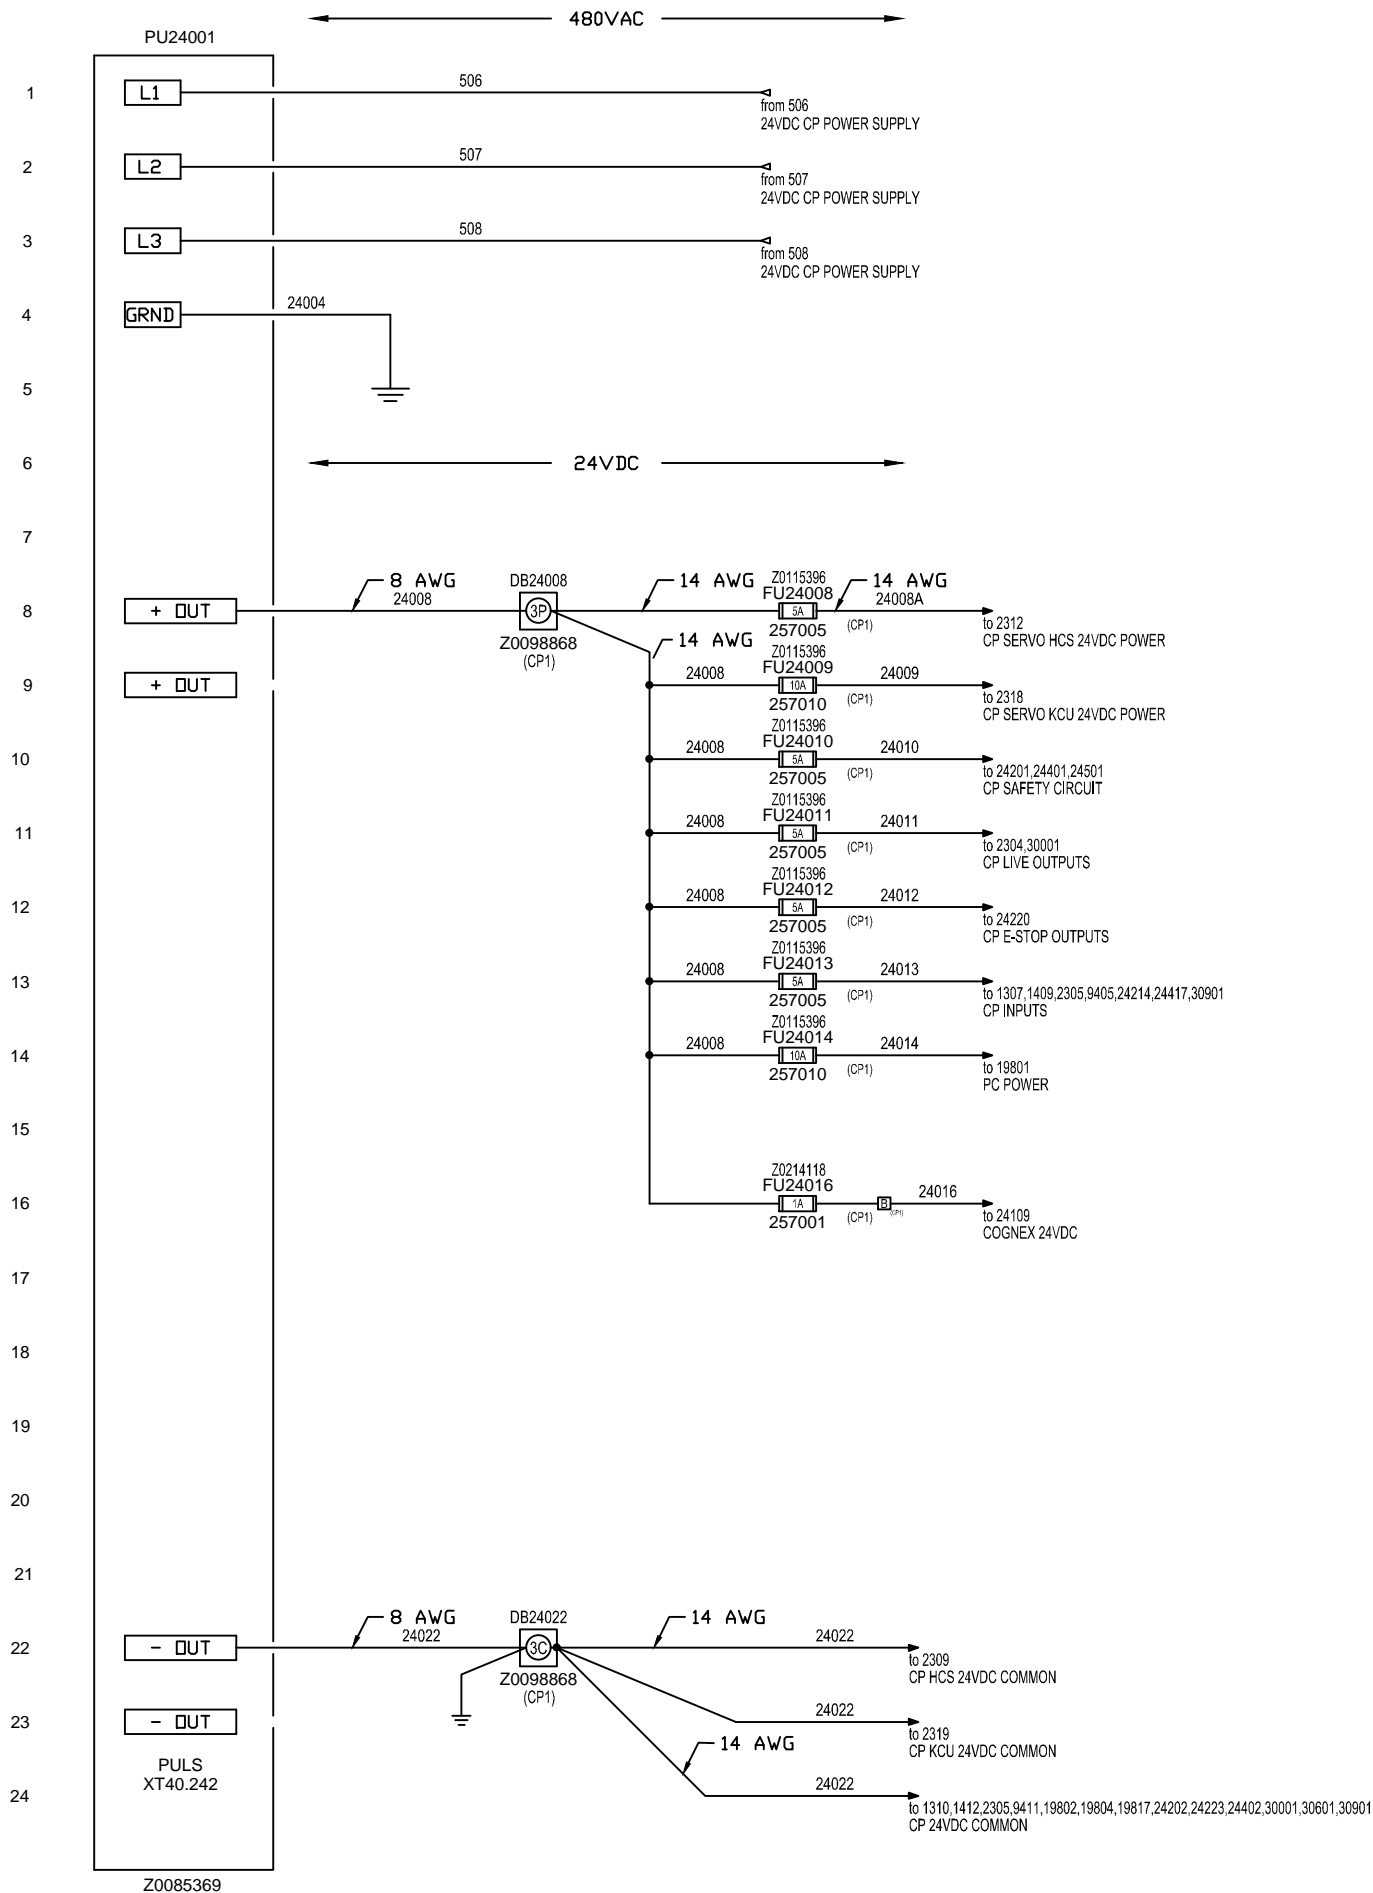 480VAC
PU24001
1
L1
506
from 506
24VDC CP POWER SUPPLY
2
L2
507
from 507
24VDC CP POWER SUPPLY
3
L3
508
from 508
24VDC CP POWER SUPPLY
4
GRND
24004
5
6
24VDC
7
8 AWG
DB24008
14 AWG
Z0115396
14 AWG
8
+ OUT
24008
3P
FU24008
5A
24008A
Z0098868
(CP1)
257005
(CP1)
to 2312
CP SERVO HCS 24VDC POWER
14 AWG
Z0115396
FU24009
9
+ OUT
24008
10A
24009
257010
(CP1)
to 2318
CP SERVO KCU 24VDC POWER
Z0115396
FU24010
10
24008
5A
24010
257005
(CP1)
to 24201,24401,24501
CP SAFETY CIRCUIT
Z0115396
FU24011
11
24008
5A
24011
257005
(CP1)
to 2304,30001
CP LIVE OUTPUTS
Z0115396
FU24012
12
24008
5A
24012
257005
(CP1)
to 24220
CP E-STOP OUTPUTS
Z0115396
FU24013
13
24008
5A
24013
257005
(CP1)
to 1307,1409,2305,9405,24214,24417,30901
CP INPUTS
Z0115396
FU24014
14
24008
10A
24014
257010
(CP1)
to 19801
PC POWER
15
Z0214118
FU24016
16
1A
B
(CP1)
24016
257001
(CP1)
to 24109
COGNEX 24VDC
17
18
19
20
21
8 AWG
DB24022
14 AWG
22
- OUT
24022
3C
24022
Z0098868
(CP1)
to 2309
CP HCS 24VDC COMMON
23
- OUT
24022
to 2319
CP KCU 24VDC COMMON
14 AWG
PULS
XT40.242
24
24022
to 1310,1412,2305,9411,19802,19804,19817,24202,24223,24402,30001,30601,30901
CP 24VDC COMMON
Z0085369